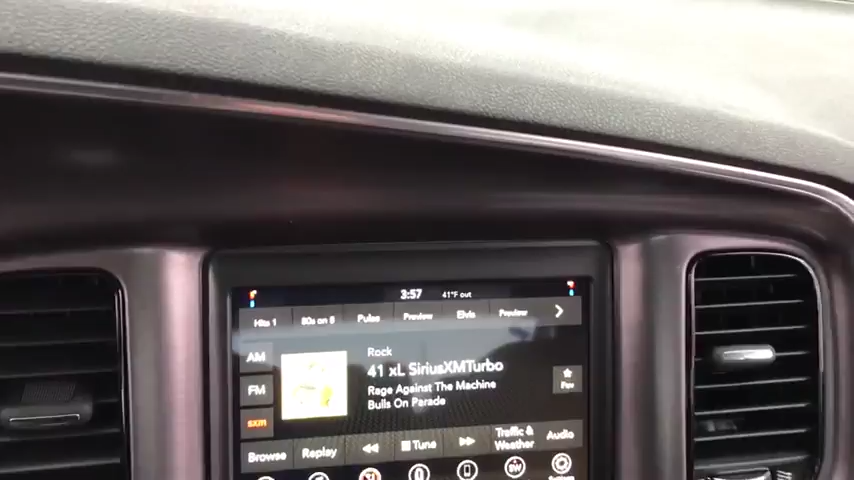 3:57 41°F out
Hits 1 80s on 8 Pulse Preview Elvis Preview
AM
FM
sxm
Rock
41 xL SiriusXMTurbo
Rage Against The Machine
Bulls On Parade
Fav
Browse Replay Tune Traffic & Weather Audio